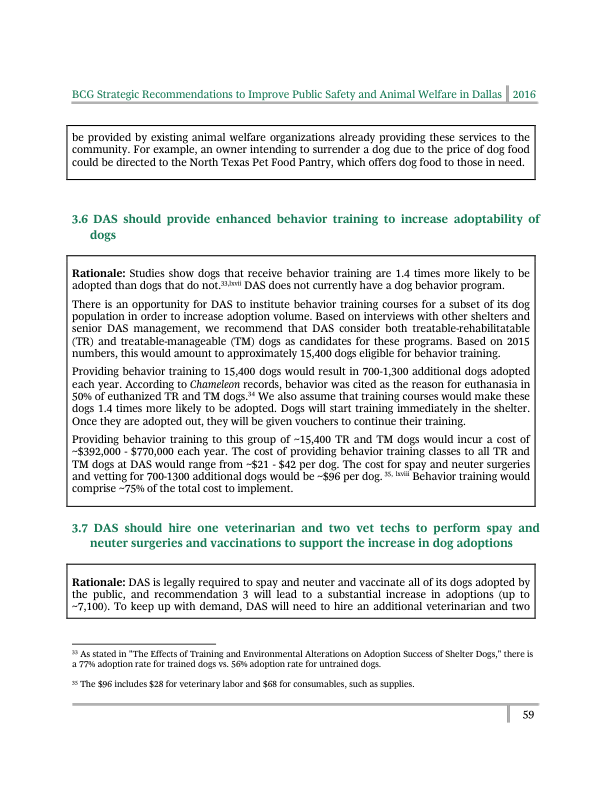 BCG Strategic Recommendations to Improve Public Safety and Animal Welfare in Dallas 2016
be provided by existing animal welfare organizations already providing these services to the
community. For example, an owner intending to surrender a dog due to the price of dog food
could be directed to the North Texas Pet Food Pantry, which offers dog food to those in need.
3.6 DAS should provide enhanced behavior training to increase adoptability of
dogs
Rationale: Studies show dogs that receive behavior training are 1.4 times more likely to be
adopted than dogs that do not.33,lxvii DAS does not currently have a dog behavior program.
There is an opportunity for DAS to institute behavior training courses for a subset of its dog
population in order to increase adoption volume. Based on interviews with other shelters and
senior DAS management, we recommend that DAS consider both treatable-rehabilitatable
(TR) and treatable-manageable (TM) dogs as candidates for these programs. Based on 2015
numbers, this would amount to approximately 15,400 dogs eligible for behavior training.
Providing behavior training to 15,400 dogs would result in 700-1,300 additional dogs adopted
each year. According to Chameleon records, behavior was cited as the reason for euthanasia in
50% of euthanized TR and TM dogs.34 We also assume that training courses would make these
dogs 1.4 times more likely to be adopted. Dogs will start training immediately in the shelter.
Once they are adopted out, they will be given vouchers to continue their training.
Providing behavior training to this group of ~15,400 TR and TM dogs would incur a cost of
~$392,000 - $770,000 each year. The cost of providing behavior training classes to all TR and
TM dogs at DAS would range from ~$21 - $42 per dog. The cost for spay and neuter surgeries
and vetting for 700-1300 additional dogs would be ~$96 per dog. 35, lxviii Behavior training would
comprise ~75% of the total cost to implement.
3.7 DAS should hire one veterinarian and two vet techs to perform spay and
neuter surgeries and vaccinations to support the increase in dog adoptions
Rationale: DAS is legally required to spay and neuter and vaccinate all of its dogs adopted by
the public, and recommendation 3 will lead to a substantial increase in adoptions (up to
~7,100). To keep up with demand, DAS will need to hire an additional veterinarian and two
33 As stated in "The Effects of Training and Environmental Alterations on Adoption Success of Shelter Dogs," there is
a 77% adoption rate for trained dogs vs. 56% adoption rate for untrained dogs.
35 The $96 includes $28 for veterinary labor and $68 for consumables, such as supplies.
59